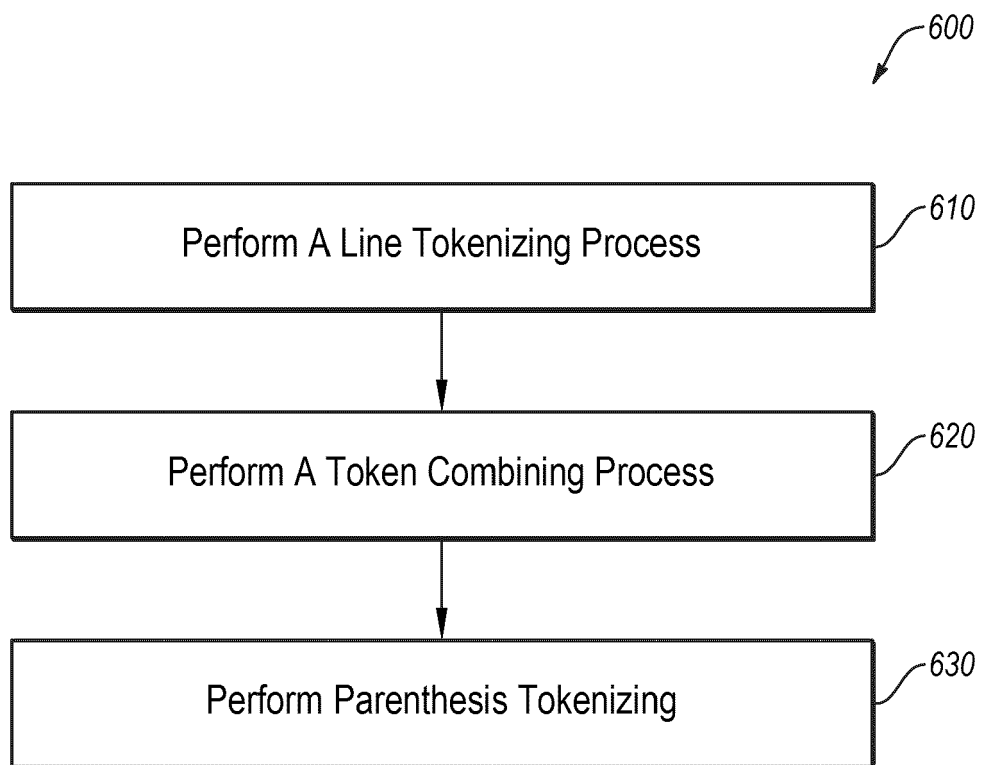 600
Perform A Line Tokenizing Process
610
Perform A Token Combining Process
620
Perform Parenthesis Tokenizing
630